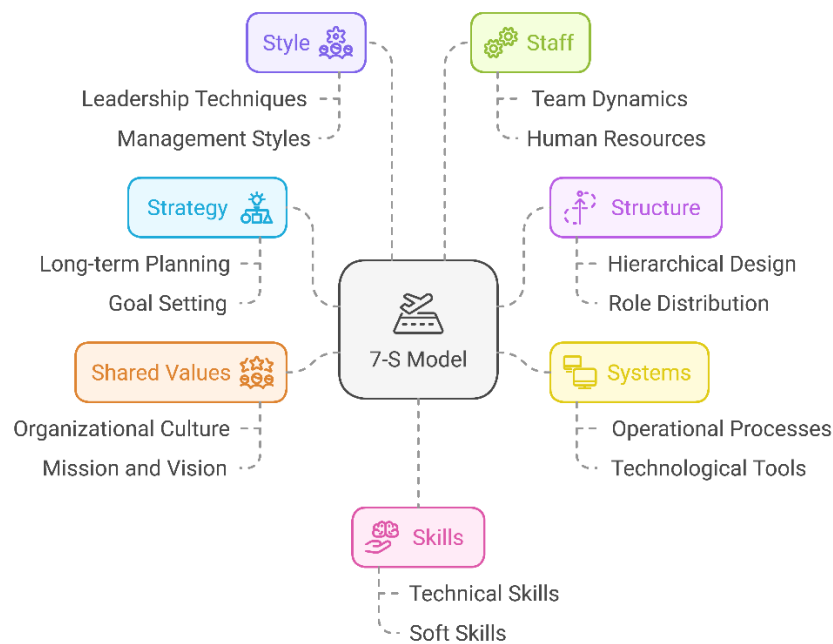 Style
Leadership Techniques
Management Styles
Staff
Team Dynamics
Human Resources
Strategy
Long-term Planning
Goal Setting
Structure
Hierarchical Design
Role Distribution
7-S Model
Shared Values
Organizational Culture
Mission and Vision
Systems
Operational Processes
Technological Tools
Skills
Technical Skills
Soft Skills